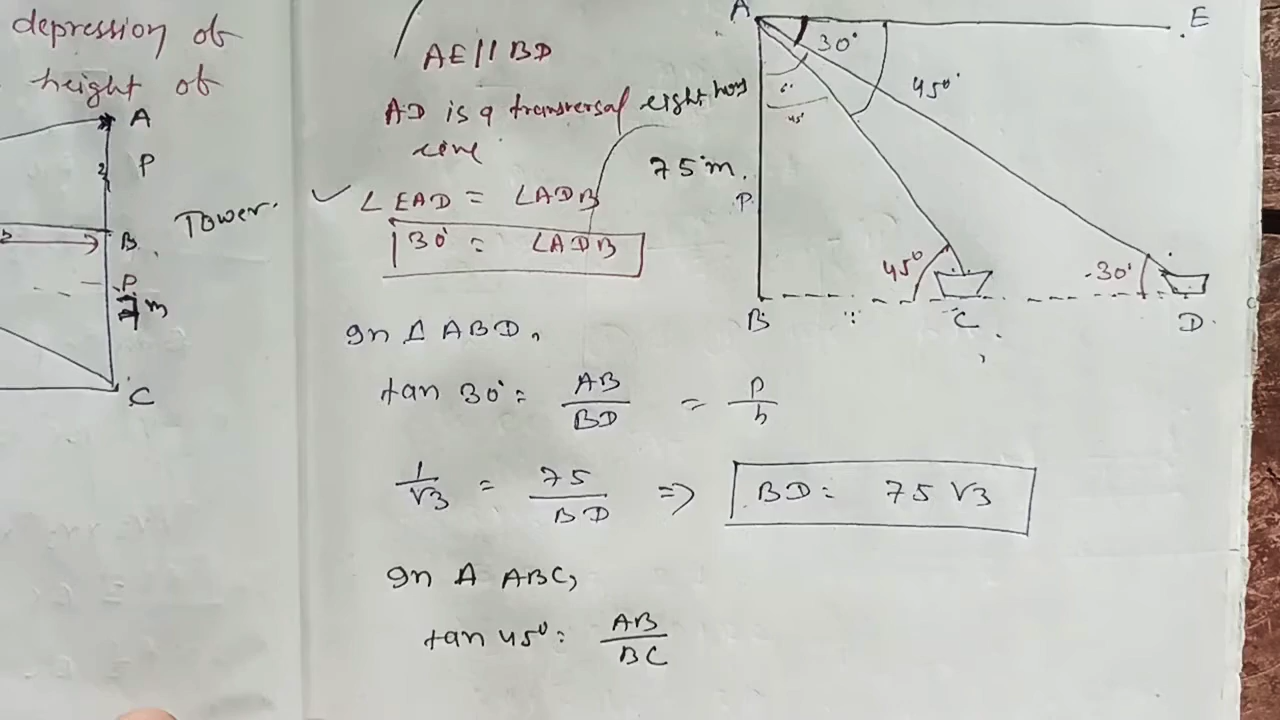 depression of
height of
A
P
B
Tower.
P
m
C
AE || BD
AD is a transversal
line
∠EAD = ∠ADB
30° = ∠ADB
In Δ ABD,
tan 30° = AB/BD = P/b
1/√3 = 75/BD => BD = 75√3
In Δ ABC,
tan 45° = AB/BC
A
E
30°
45°
45°
75 m.
P
45°
30°
B
C
D